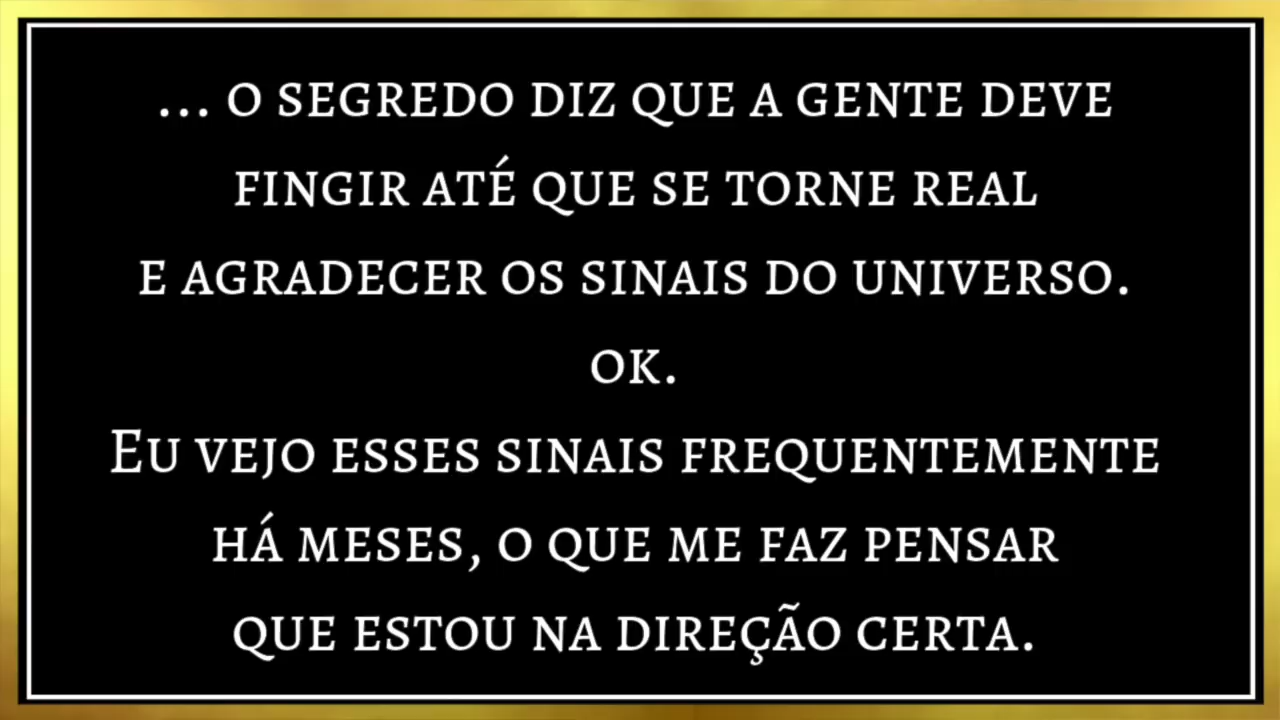 ... o segredo diz que a gente deve
fingir até que se torne real
e agradecer os sinais do universo.
ok.
Eu vejo esses sinais frequentemente
há meses, o que me faz pensar
que estou na direção certa.